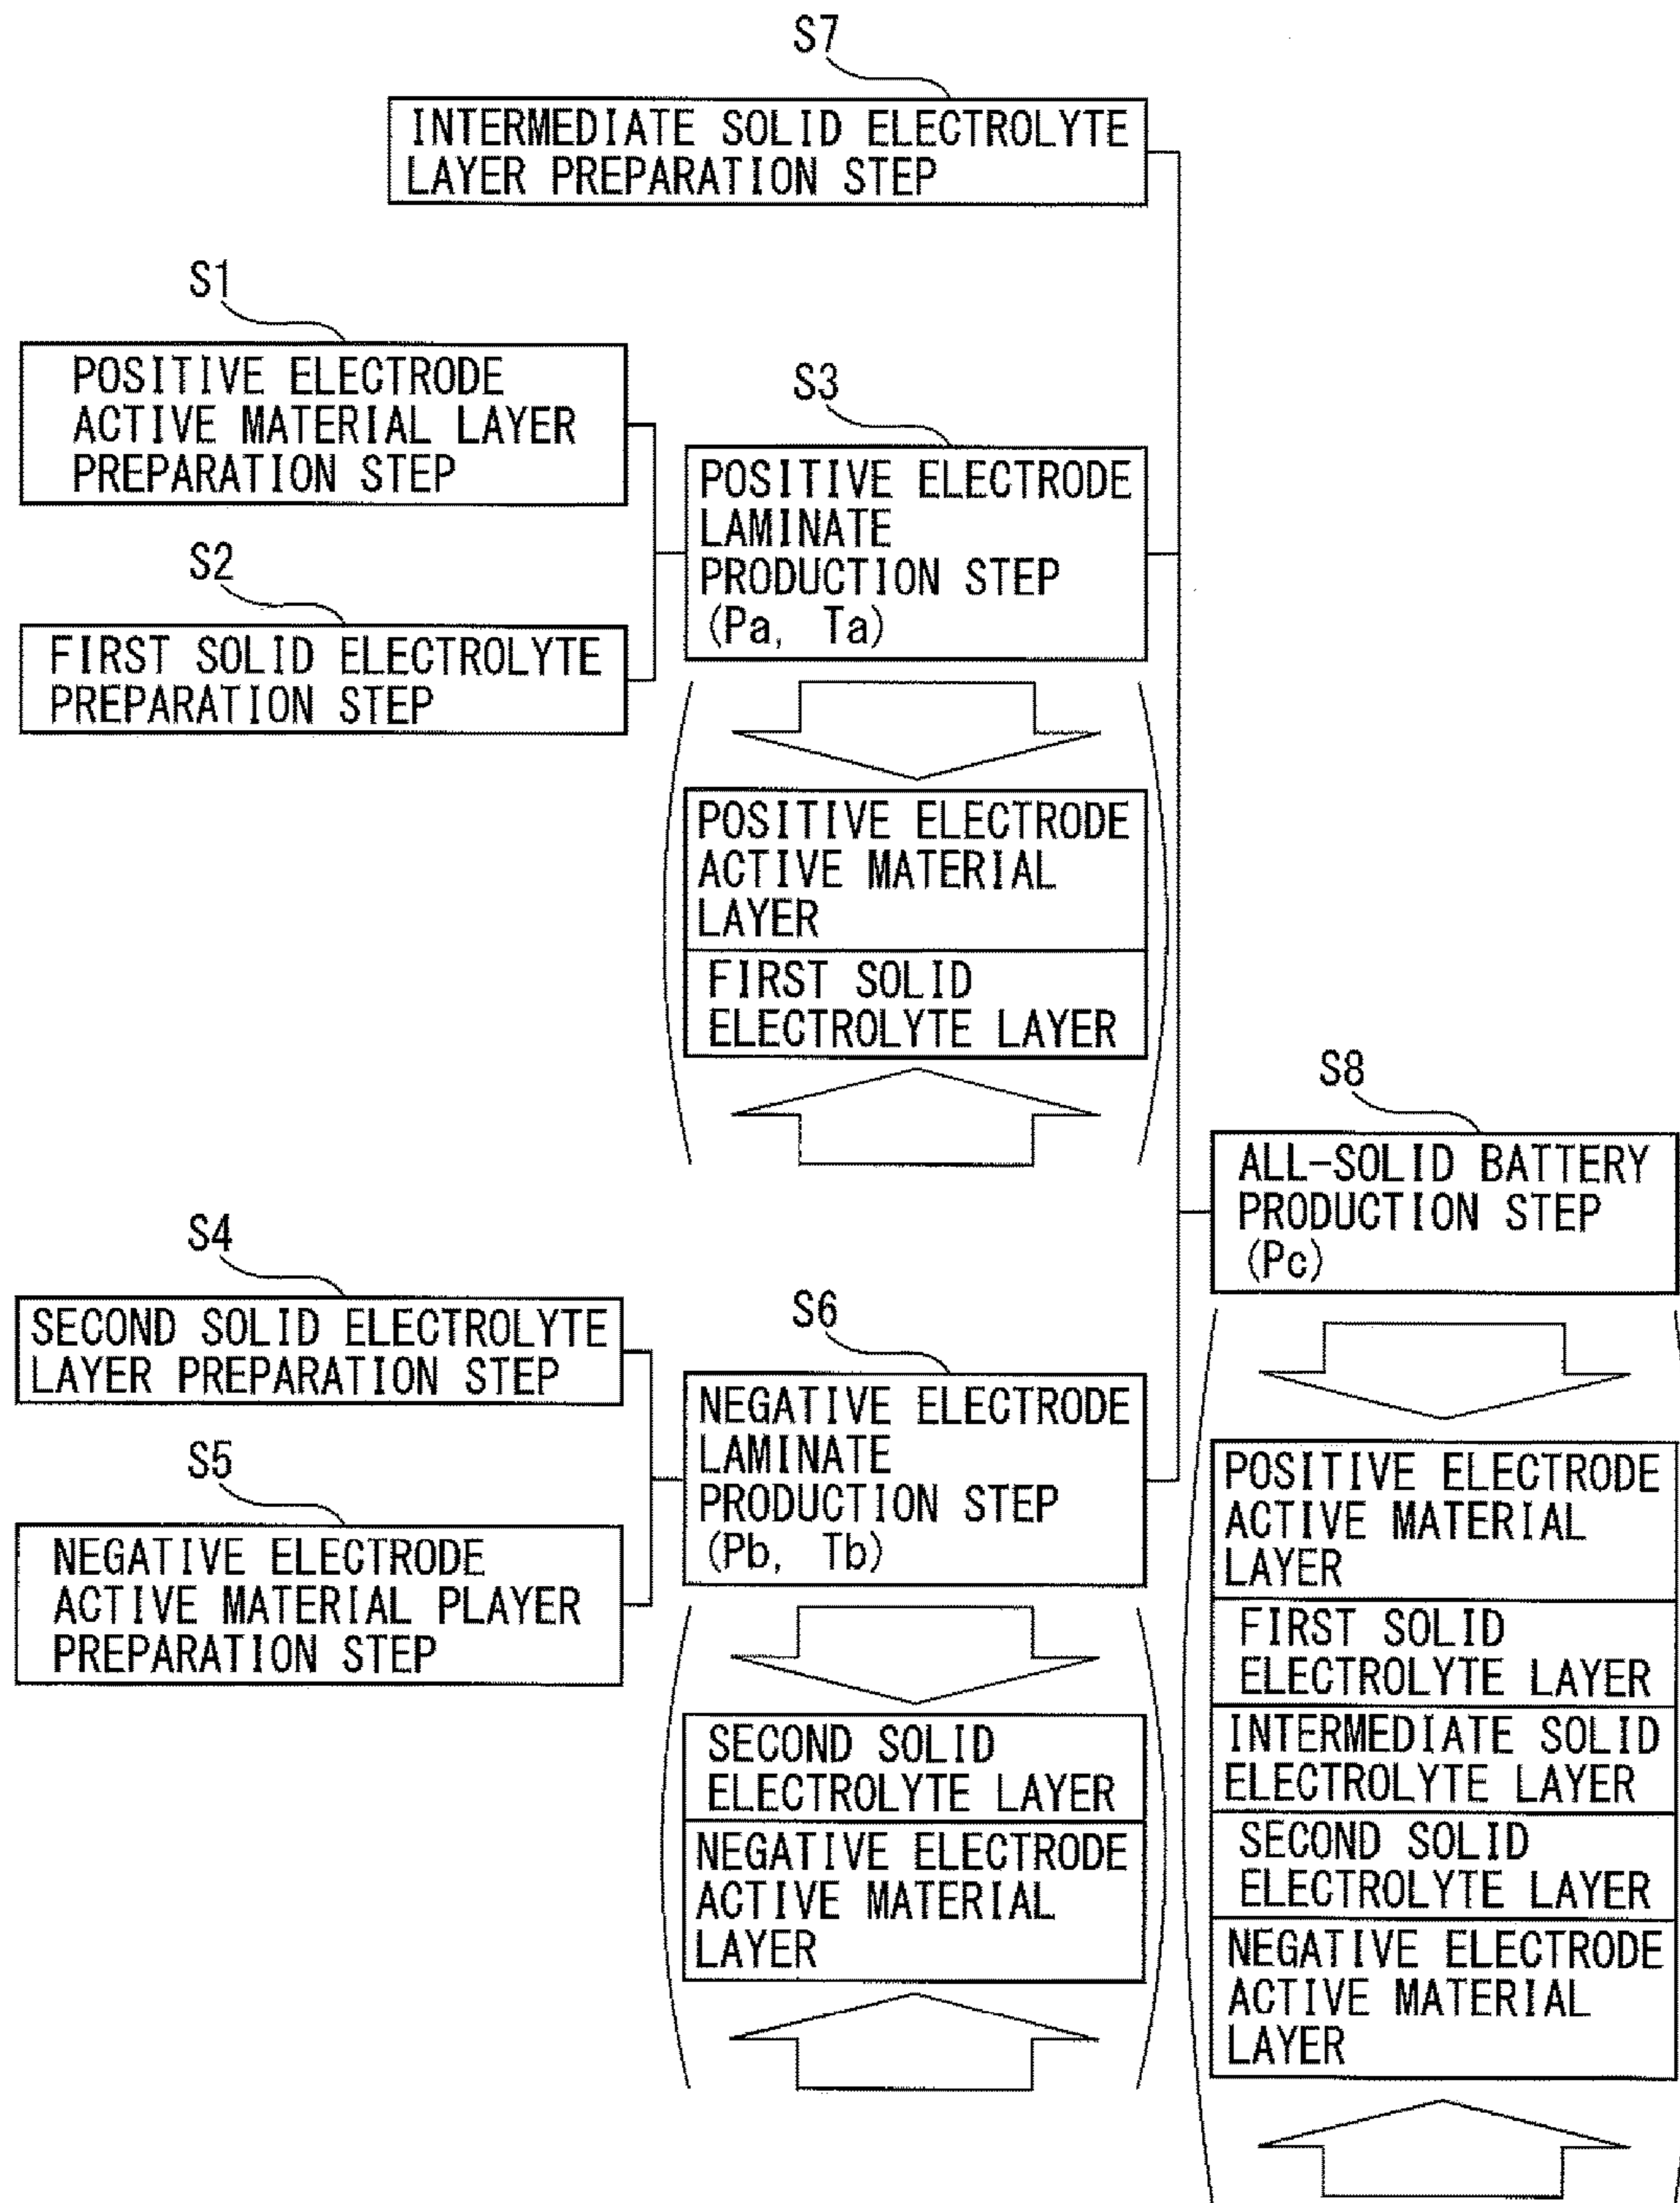 S7
INTERMEDIATE SOLID ELECTROLYTE
LAYER PREPARATION STEP
S1
POSITIVE ELECTRODE
ACTIVE MATERIAL LAYER
PREPARATION STEP
S2
FIRST SOLID ELECTROLYTE
PREPARATION STEP
S3
POSITIVE ELECTRODE
LAMINATE
PRODUCTION STEP
(Pa, Ta)
POSITIVE ELECTRODE
ACTIVE MATERIAL
LAYER
FIRST SOLID
ELECTROLYTE LAYER
S4
SECOND SOLID ELECTROLYTE
LAYER PREPARATION STEP
S5
NEGATIVE ELECTRODE
ACTIVE MATERIAL PLAYER
PREPARATION STEP
S6
NEGATIVE ELECTRODE
LAMINATE
PRODUCTION STEP
(Pb, Tb)
SECOND SOLID
ELECTROLYTE LAYER
NEGATIVE ELECTRODE
ACTIVE MATERIAL
LAYER
S8
ALL-SOLID BATTERY
PRODUCTION STEP
(Pc)
POSITIVE ELECTRODE
ACTIVE MATERIAL
LAYER
FIRST SOLID
ELECTROLYTE LAYER
INTERMEDIATE SOLID
ELECTROLYTE LAYER
SECOND SOLID
ELECTROLYTE LAYER
NEGATIVE ELECTRODE
ACTIVE MATERIAL
LAYER